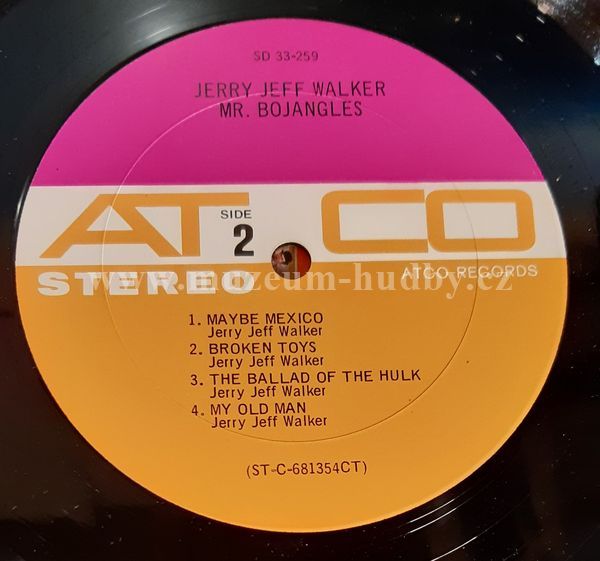 SD 33-259
JERRY JEFF WALKER
MR. BOJANGLES
ATCO
SIDE
2
STEREO
ATCO-RECORDS
www.muzeum-hudby.cz
1. MAYBE MEXICO
Jerry Jeff Walker
2. BROKEN TOYS
Jerry Jeff Walker
3. THE BALLAD OF THE HULK
Jerry Jeff Walker
4. MY OLD MAN
Jerry Jeff Walker
(ST-C-681354CT)